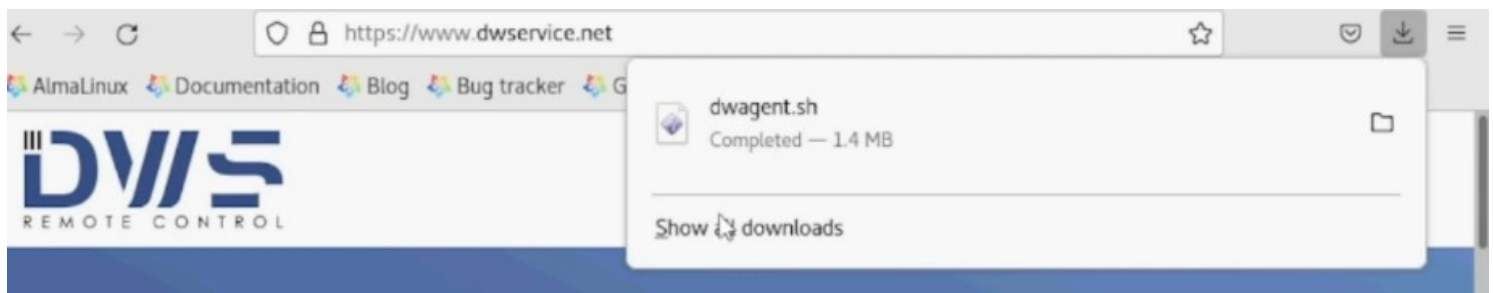 https://www.dwservice.net
AlmaLinux Documentation Blog Bug tracker G
dwagent.sh
Completed — 1.4 MB
DWS
REMOTE CONTROL
Show downloads